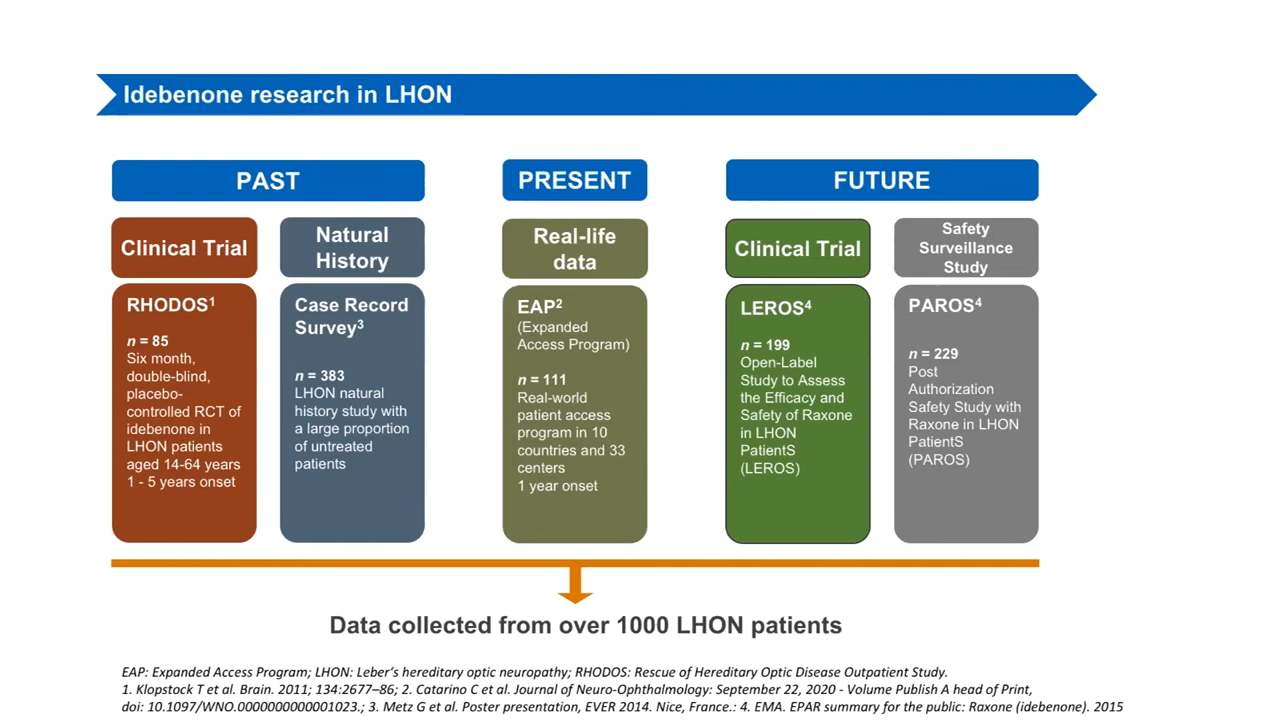 Idebenone research in LHON
PAST
PRESENT
FUTURE
Clinical Trial
Natural
History
Real-life
data
Clinical Trial
Safety
Surveillance
Study
RHODOS1
n = 85
Six month,
double-blind,
placebo-
controlled RCT of
idebenone in
LHON patients
aged 14-64 years
1 - 5 years onset
Case Record
Survey3
n = 383
LHON natural
history study with
a large proportion
of untreated
patients
EAP2
(Expanded
Access Program)
n = 111
Real-world
patient access
program in 10
countries and 33
centers
1 year onset
LEROS4
n = 199
Open-Label
Study to Assess
the Efficacy and
Safety of Raxone
in LHON
PatientS
(LEROS)
PAROS4
n = 229
Post
Authorization
Safety Study with
Raxone in LHON
PatientS
(PAROS)
Data collected from over 1000 LHON patients
EAP: Expanded Access Program; LHON: Leber's hereditary optic neuropathy; RHODOS: Rescue of Hereditary Optic Disease Outpatient Study.
1. Klopstock T et al. Brain. 2011; 134:2677–86; 2. Catarino C et al. Journal of Neuro-Ophthalmology: September 22, 2020 - Volume Publish A head of Print,
doi: 10.1097/WNO.0000000000001023.; 3. Metz G et al. Poster presentation, EVER 2014. Nice, France.: 4. EMA. EPAR summary for the public: Raxone (idebenone). 2015